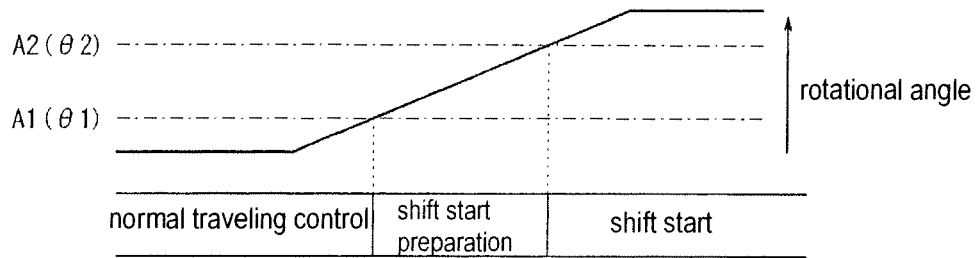 A2(θ2)
A1(θ1)
rotational angle
normal traveling control
shift start
preparation
shift start